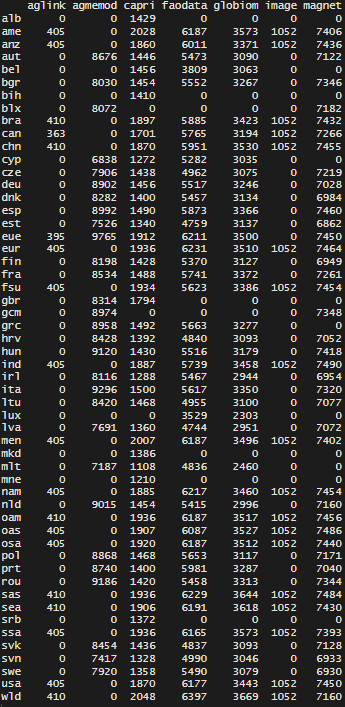 aglink agmemod capri faodata globiom image magnet
alb 0 0 1429 0 0 0 0
ame 405 0 2028 6187 3573 1052 7406
anz 405 0 1860 6011 3371 1052 7436
aut 0 8676 1446 5473 3090 0 7122
bel 0 0 1456 3809 3063 0 0
bgr 0 8030 1454 5552 3267 0 7346
bih 0 0 1410 0 0 0 0
blx 0 8072 0 0 0 0 7182
bra 410 0 1897 5885 3423 1052 7432
can 363 0 1701 5765 3194 1052 7266
chn 410 0 1870 5951 3530 1052 7455
cyp 0 6838 1272 5282 3035 0 0
cze 0 7906 1438 4962 3075 0 7219
deu 0 8902 1456 5517 3246 0 7028
dnk 0 8282 1400 5457 3134 0 6984
esp 0 8992 1490 5873 3366 0 7460
est 0 7526 1340 4759 3137 0 6862
eue 395 9765 1912 6211 3500 0 7450
eur 405 0 1936 6231 3510 1052 7464
fin 0 8198 1428 5370 3127 0 6949
fra 0 8534 1488 5741 3372 0 7261
fsu 405 0 1934 5623 3386 1052 7454
gbr 0 8314 1794 0 0 0 0
gcm 0 8974 0 0 0 0 7348
grc 0 8958 1492 5663 3277 0 0
hrv 0 8428 1392 4840 3093 0 7052
hun 0 9120 1430 5516 3179 0 7418
ind 405 0 1887 5739 3458 1052 7490
irl 0 8116 1288 5467 2944 0 6954
ita 0 9296 1500 5617 3350 0 7320
ltu 0 8420 1468 4955 3100 0 7077
lux 0 0 0 3529 2303 0 0
lva 0 7691 1360 4744 2951 0 7072
men 405 0 2007 6187 3496 1052 7402
mkd 0 0 1386 0 0 0 0
mlt 0 7187 1108 4836 2460 0 0
mne 0 0 1210 0 0 0 0
nam 405 0 1885 6217 3460 1052 7454
nld 0 9015 1454 5415 2996 0 7160
oam 410 0 1936 6187 3517 1052 7456
oas 405 0 1907 6087 3527 1052 7486
osa 405 0 1920 6187 3512 1052 7440
pol 0 8868 1468 5653 3117 0 7171
prt 0 8740 1400 5981 3287 0 7040
rou 0 9186 1420 5458 3313 0 7344
sas 410 0 1936 6229 3644 1052 7484
sea 410 0 1906 6191 3618 1052 7430
srb 0 0 1372 0 0 0 0
ssa 405 0 1936 6165 3573 1052 7393
svk 0 8454 1436 4837 3093 0 7128
svn 0 7417 1328 4990 3046 0 6933
swe 0 7920 1358 5490 3079 0 6930
usa 405 0 1870 6177 3443 1052 7450
wld 410 0 2048 6397 3669 1052 7160